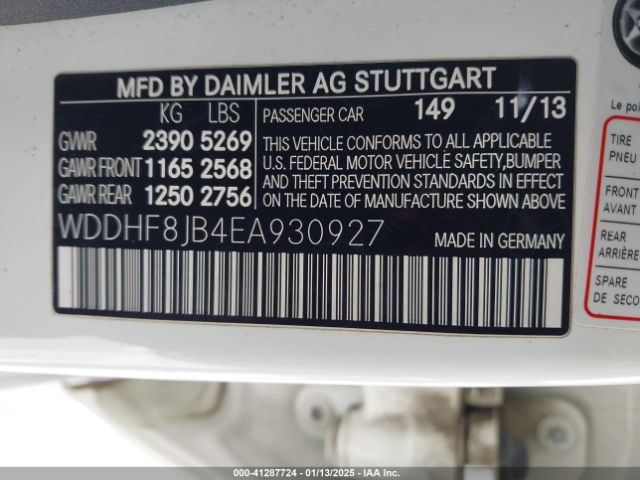 MFD BY DAIMLER AG STUTTGART
KG LBS
PASSENGER CAR 149 11/13
GVWR 2390 5269
GAWR FRONT 1165 2568
GAWR REAR 1250 2756
THIS VEHICLE CONFORMS TO ALL APPLICABLE
U.S. FEDERAL MOTOR VEHICLE SAFETY,BUMPER
AND THEFT PREVENTION STANDARDS IN EFFECT
ON THE DATE OF MANUFACTURE SHOWN ABOVE
WDDHF8JB4EA930927
MADE IN GERMANY
Le
TIRE
PNEU
FRONT
AVANT
REAR
ARRIÈRE
SPARE
DE
000-41287724 - 01/13/2025 - IAA Inc.